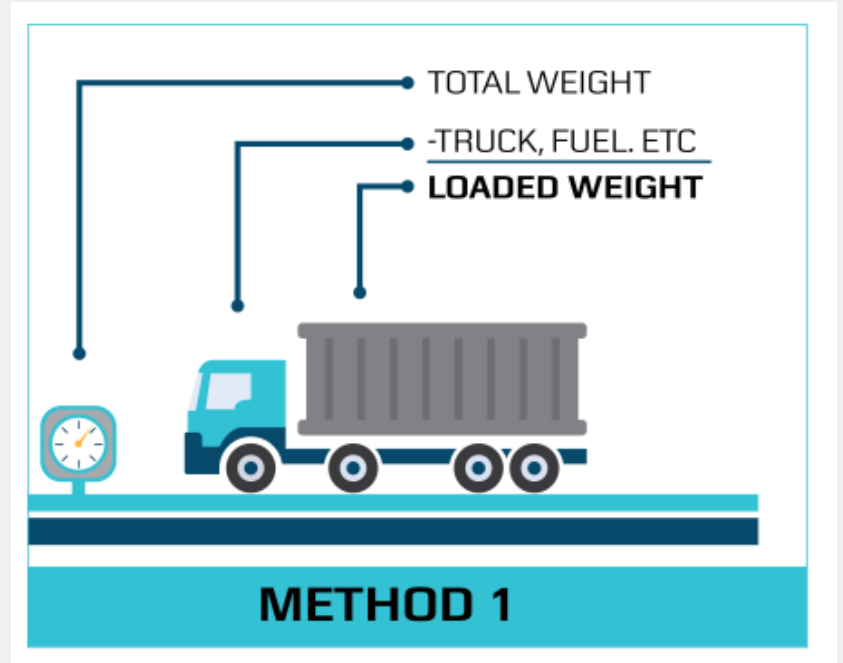 TOTAL WEIGHT
-TRUCK, FUEL. ETC
LOADED WEIGHT
METHOD 1